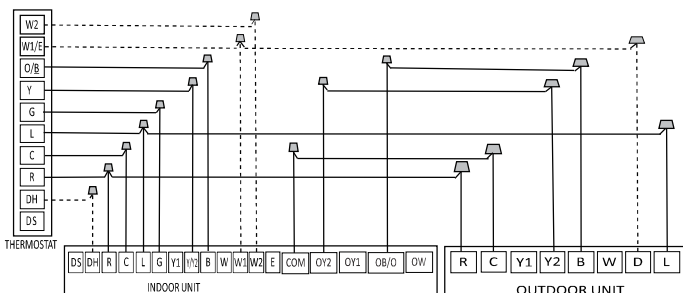 W2
W1/E
O/B
Y
G
L
C
R
DH
DS
THERMOSTAT
DS DH R C L G Y1 Y/Y2 B W W1 W2 E COM OY2 OY1 OB/O OW
INDOOR UNIT
R C Y1 Y2 B W D L
OUTDOOR UNIT